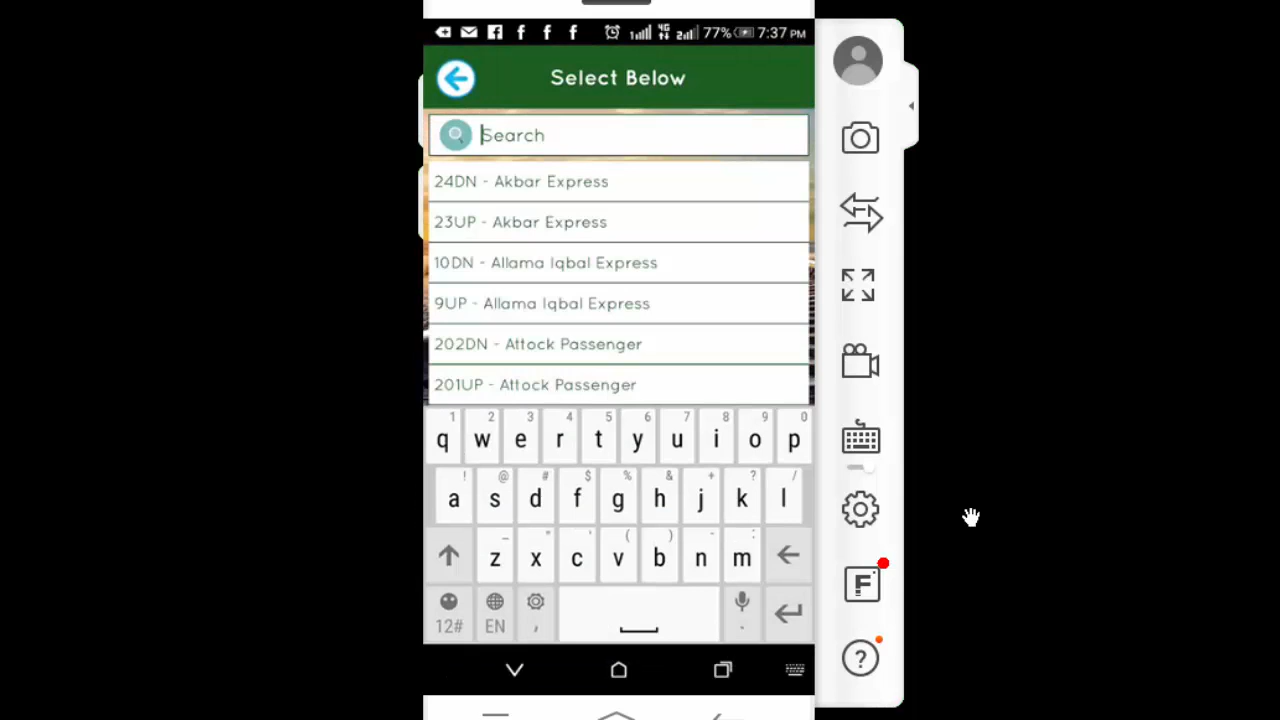 4G 77% 7:37 PM
Select Below
Search
24DN - Akbar Express
23UP - Akbar Express
10DN - Allama Iqbal Express
9UP - Allama Iqbal Express
202DN - Attock Passenger
201UP - Attock Passenger
1 2 3 4 5 6 7 8 9 0
q w e r t y u i o p
! @ # $ % & + ? /
a s d f g h j k l
_ " ' ( ) - :
z x c v b n m
12# EN , .
F
?